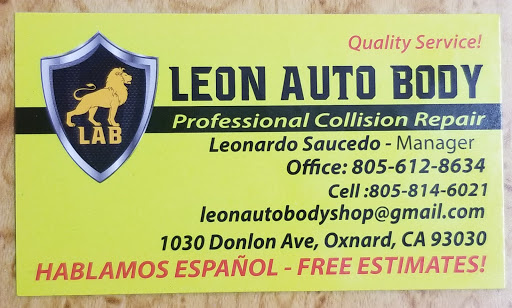 Quality Service!
LEON AUTO BODY
LAB
Professional Collision Repair
Leonardo Saucedo - Manager
Office: 805-612-8634
Cell :805-814-6021
leonautobodyshop@gmail.com
1030 Donlon Ave, Oxnard, CA 93030
HABLAMOS ESPAÑOL - FREE ESTIMATES!